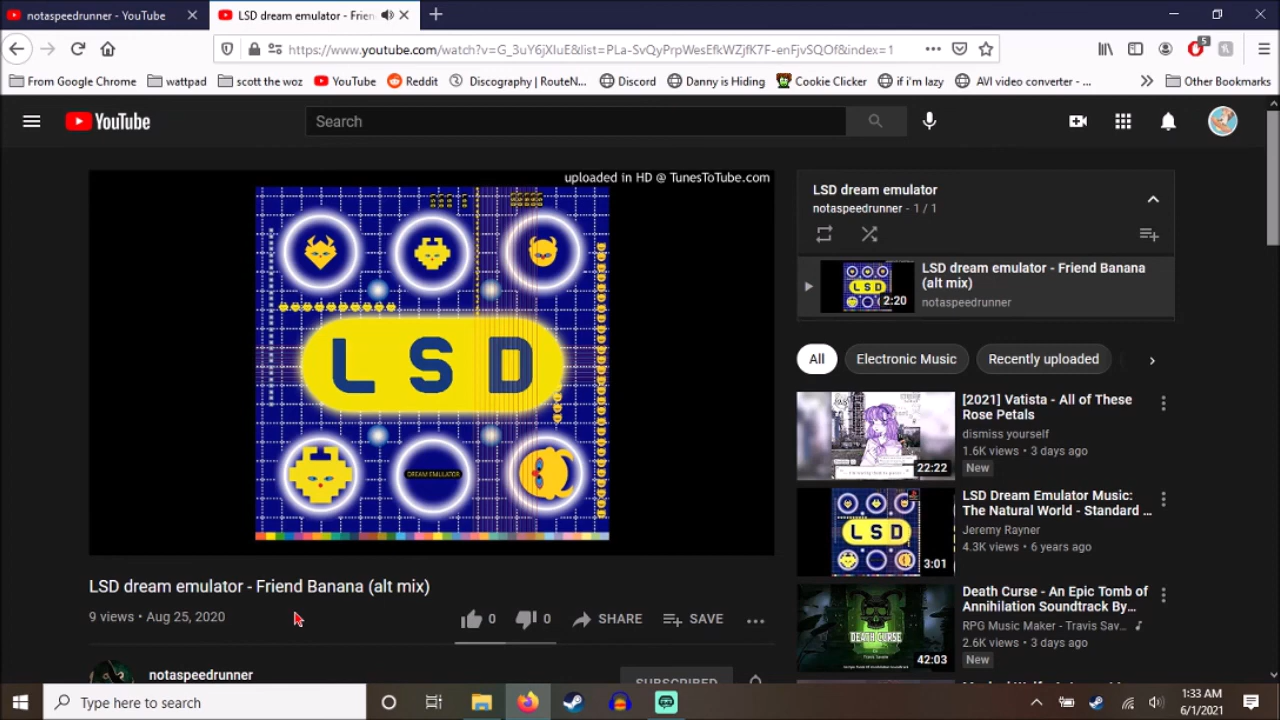 notaspeedrunner - YouTube
LSD dream emulator - Frien
https://www.youtube.com/watch?v=G_3uY6jXIuE&list=PLa-SvQyPrpWesEfkWZjfK7F-enFjvSQOf&index=1
5
From Google Chrome
wattpad
scott the woz
YouTube
Reddit
Discography | RouteN...
Discord
Danny is Hiding
Cookie Clicker
if i'm lazy
AVI video converter - ...
Other Bookmarks
YouTube
Search
uploaded in HD @ TunesToTube.com
LSD
DREAM EMULATOR
LSD dream emulator - Friend Banana (alt mix)
9 views • Aug 25, 2020
0
0
SHARE
SAVE
notaspeedrunner
SUBSCRIBED
LSD dream emulator
notaspeedrunner - 1 / 1
LSD
2:20
LSD dream emulator - Friend Banana
(alt mix)
notaspeedrunner
All
Electronic Music
Recently uploaded
22:22
[2021] Vatista - All of These
Rose Petals
dismiss yourself
1.6K views • 3 days ago
New
LSD
3:01
LSD Dream Emulator Music:
The Natural World - Standard ...
Jeremy Rayner
4.3K views • 6 years ago
DEATH CURSE
42:03
Death Curse - An Epic Tomb of
Annihilation Soundtrack By...
RPG Music Maker - Travis Sav...
2.6K views • 3 days ago
New
Type here to search
1:33 AM
6/1/2021